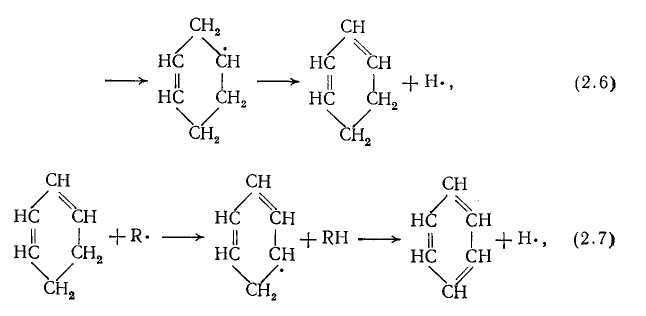 CH₂ CH
HC ĊH HC CH
⟶ ⟶ + H·, (2.6)
HC CH₂ HC CH₂
CH₂ CH₂
CH CH CH
HC CH HC CH HC CH
+ R· ⟶ + RH ⟶ + H·, (2.7)
HC CH₂ HC CH· HC CH
CH₂ CH₂ CH